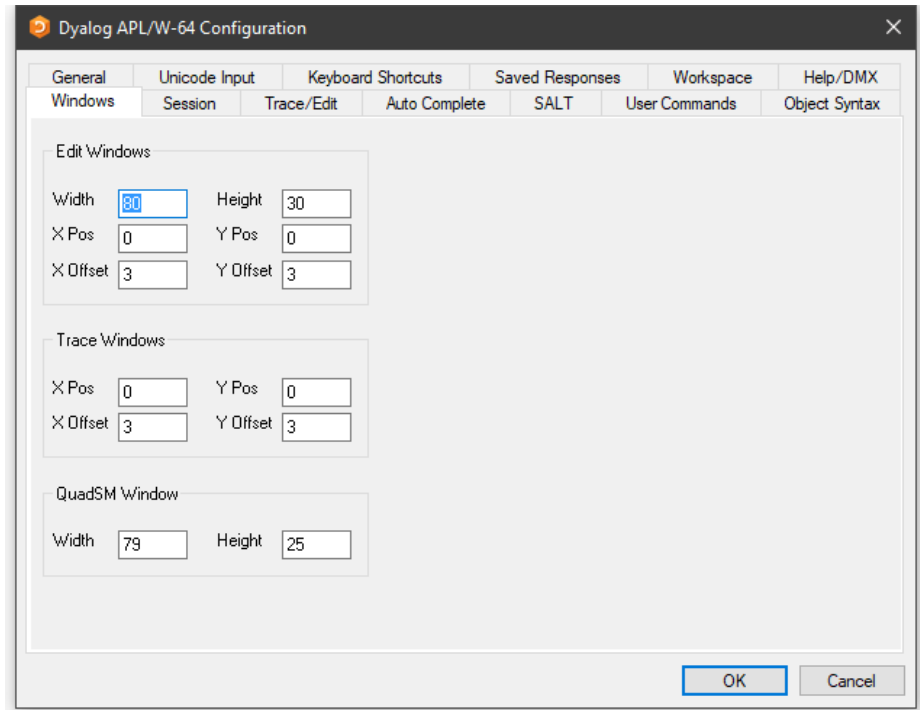 Dyalog APL/W-64 Configuration
General Unicode Input Keyboard Shortcuts Saved Responses Workspace Help/DMX
Windows Session Trace/Edit Auto Complete SALT User Commands Object Syntax
Edit Windows
Width 80 Height 30
X Pos 0 Y Pos 0
X Offset 3 Y Offset 3
Trace Windows
X Pos 0 Y Pos 0
X Offset 3 Y Offset 3
QuadSM Window
Width 79 Height 25
OK Cancel